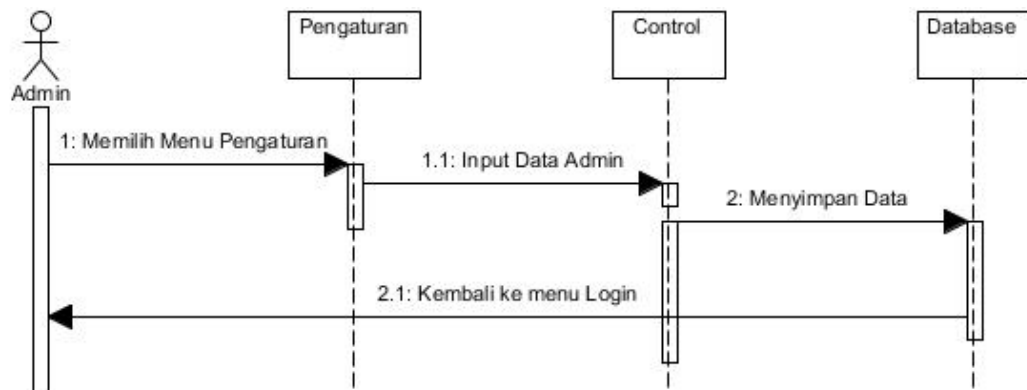 Pengaturan
Control
Database
Admin
1: Memilih Menu Pengaturan
1.1: Input Data Admin
2: Menyimpan Data
2.1: Kembali ke menu Login